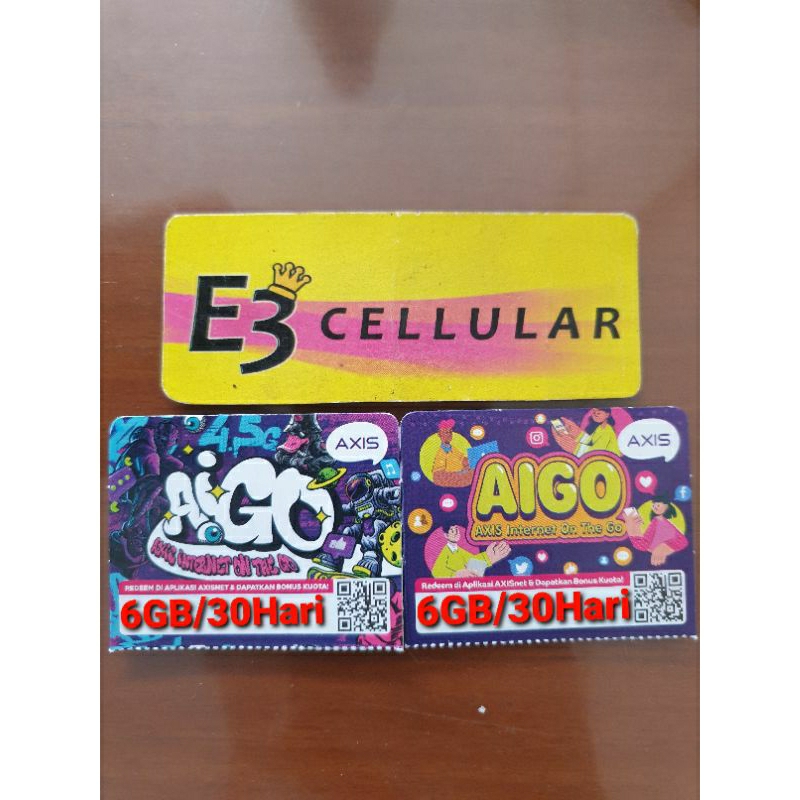 E3 CELLULAR
4,5G
AXIS
AiGO
AXIS INTERNET ON THE GO
REDEEM DI APLIKASI AXISNET & DAPATKAN BONUS KUOTA!
6GB/30Hari
AXIS
AIGO
AXIS Internet On The Go
Redeem di Aplikasi AXISnet & Dapatkan Bonus Kuota!
6GB/30Hari